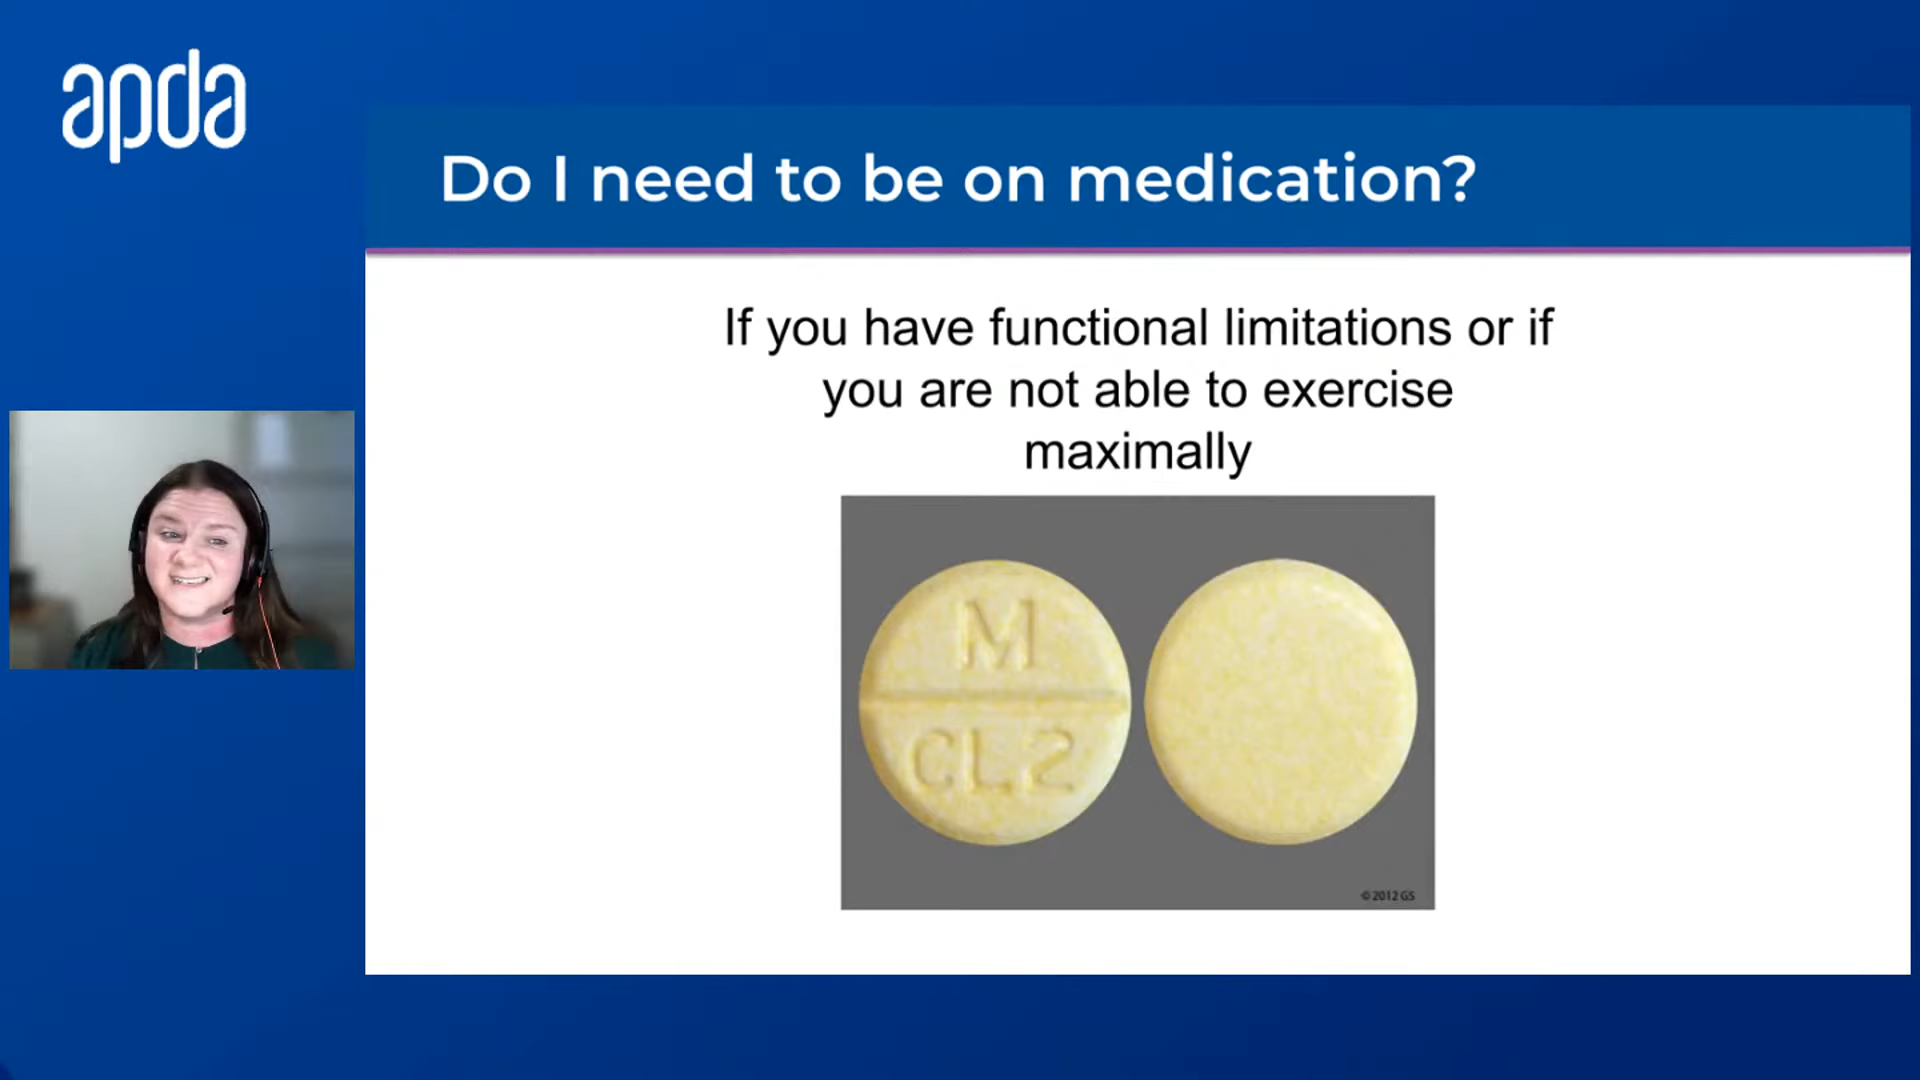 apda
Do I need to be on medication?
If you have functional limitations or if
you are not able to exercise
maximally
M
CL2
©2012 GS